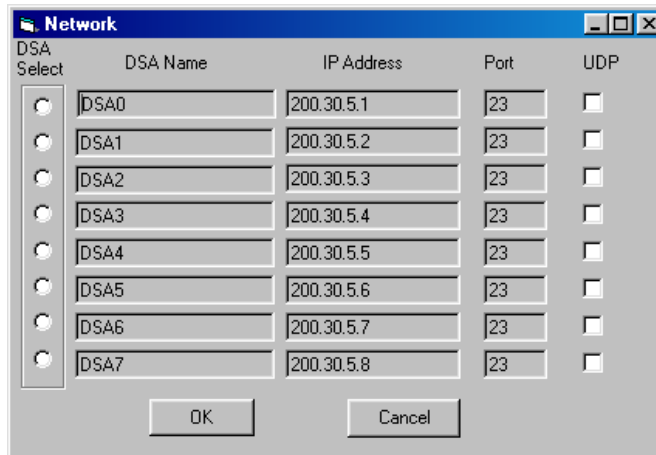 Network
DSA Select DSA Name IP Address Port UDP
DSA0 200.30.5.1 23
DSA1 200.30.5.2 23
DSA2 200.30.5.3 23
DSA3 200.30.5.4 23
DSA4 200.30.5.5 23
DSA5 200.30.5.6 23
DSA6 200.30.5.7 23
DSA7 200.30.5.8 23
OK Cancel